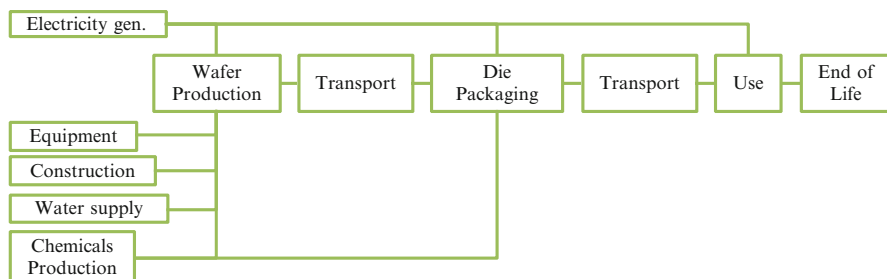 Electricity gen.
Wafer
Production
Transport
Die
Packaging
Transport
Use
End of
Life
Equipment
Construction
Water supply
Chemicals
Production